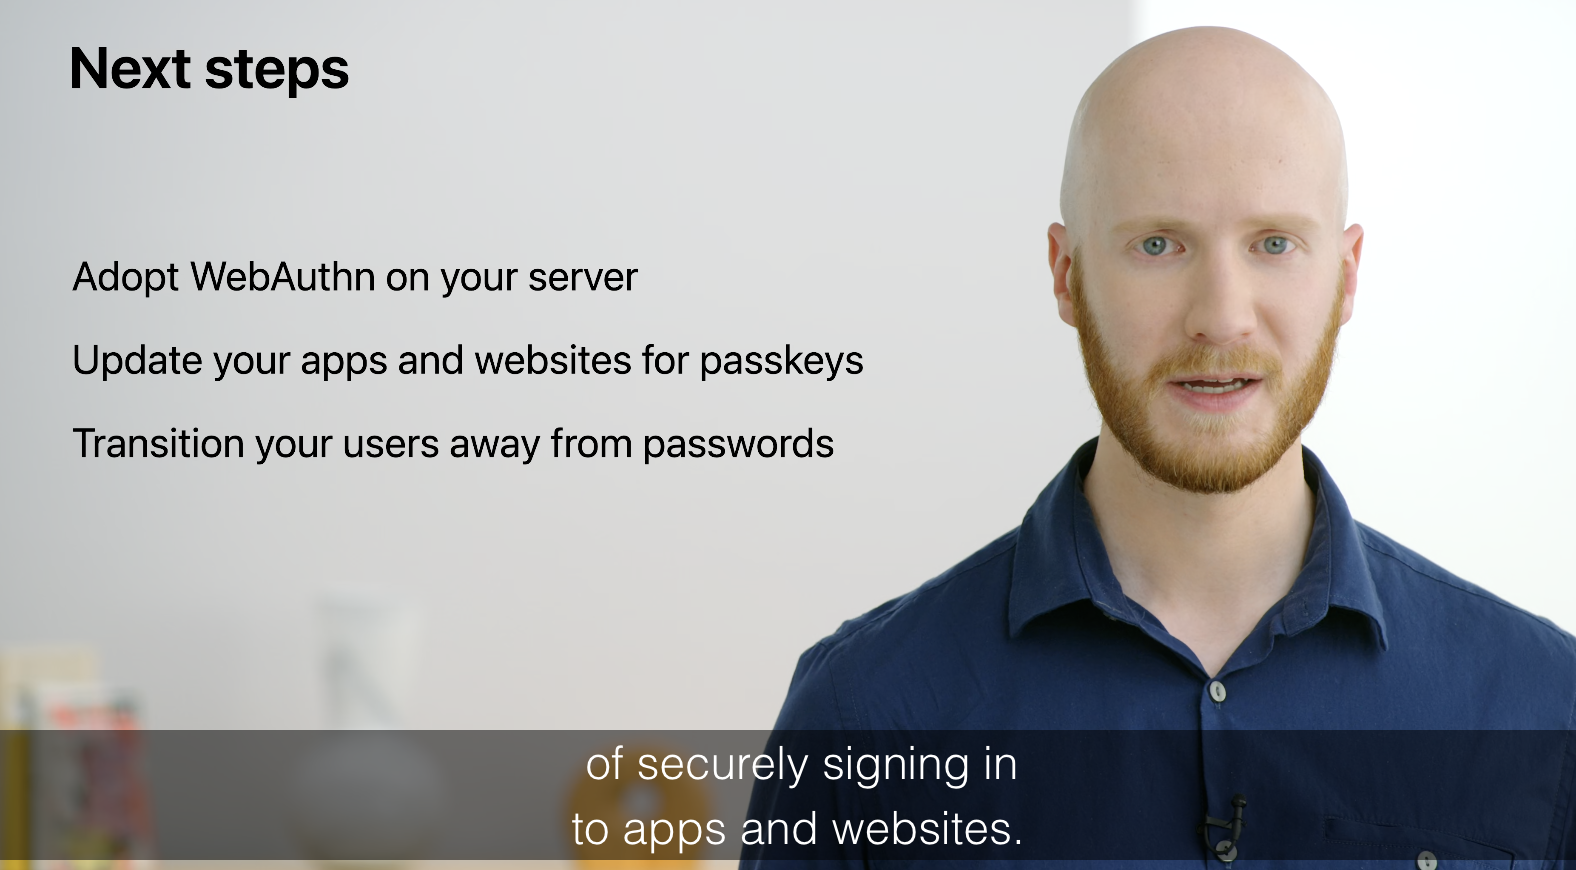 Next steps
Adopt WebAuthn on your server
Update your apps and websites for passkeys
Transition your users away from passwords
of securely signing in
to apps and websites.